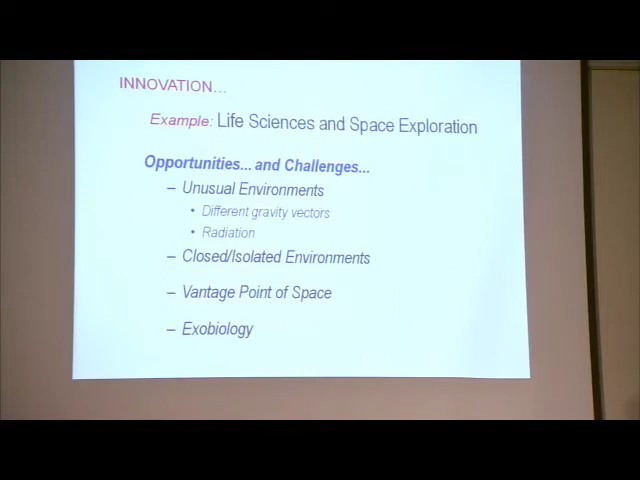 INNOVATION...
Example: Life Sciences and Space Exploration
Opportunities... and Challenges...
– Unusual Environments
• Different gravity vectors
• Radiation
– Closed/Isolated Environments
– Vantage Point of Space
– Exobiology